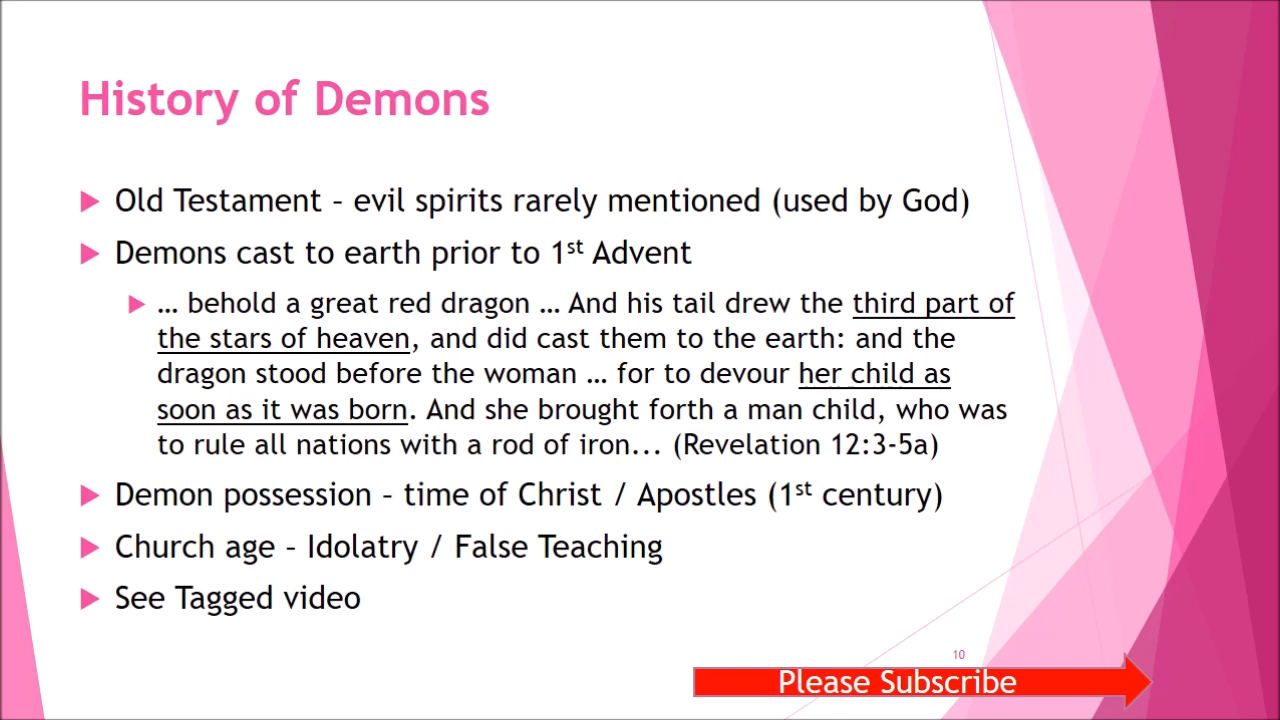 History of Demons
Old Testament – evil spirits rarely mentioned (used by God)
Demons cast to earth prior to 1st Advent
… behold a great red dragon … And his tail drew the third part of
the stars of heaven, and did cast them to the earth: and the
dragon stood before the woman … for to devour her child as
soon as it was born. And she brought forth a man child, who was
to rule all nations with a rod of iron... (Revelation 12:3-5a)
Demon possession – time of Christ / Apostles (1st century)
Church age – Idolatry / False Teaching
See Tagged video
10
Please Subscribe